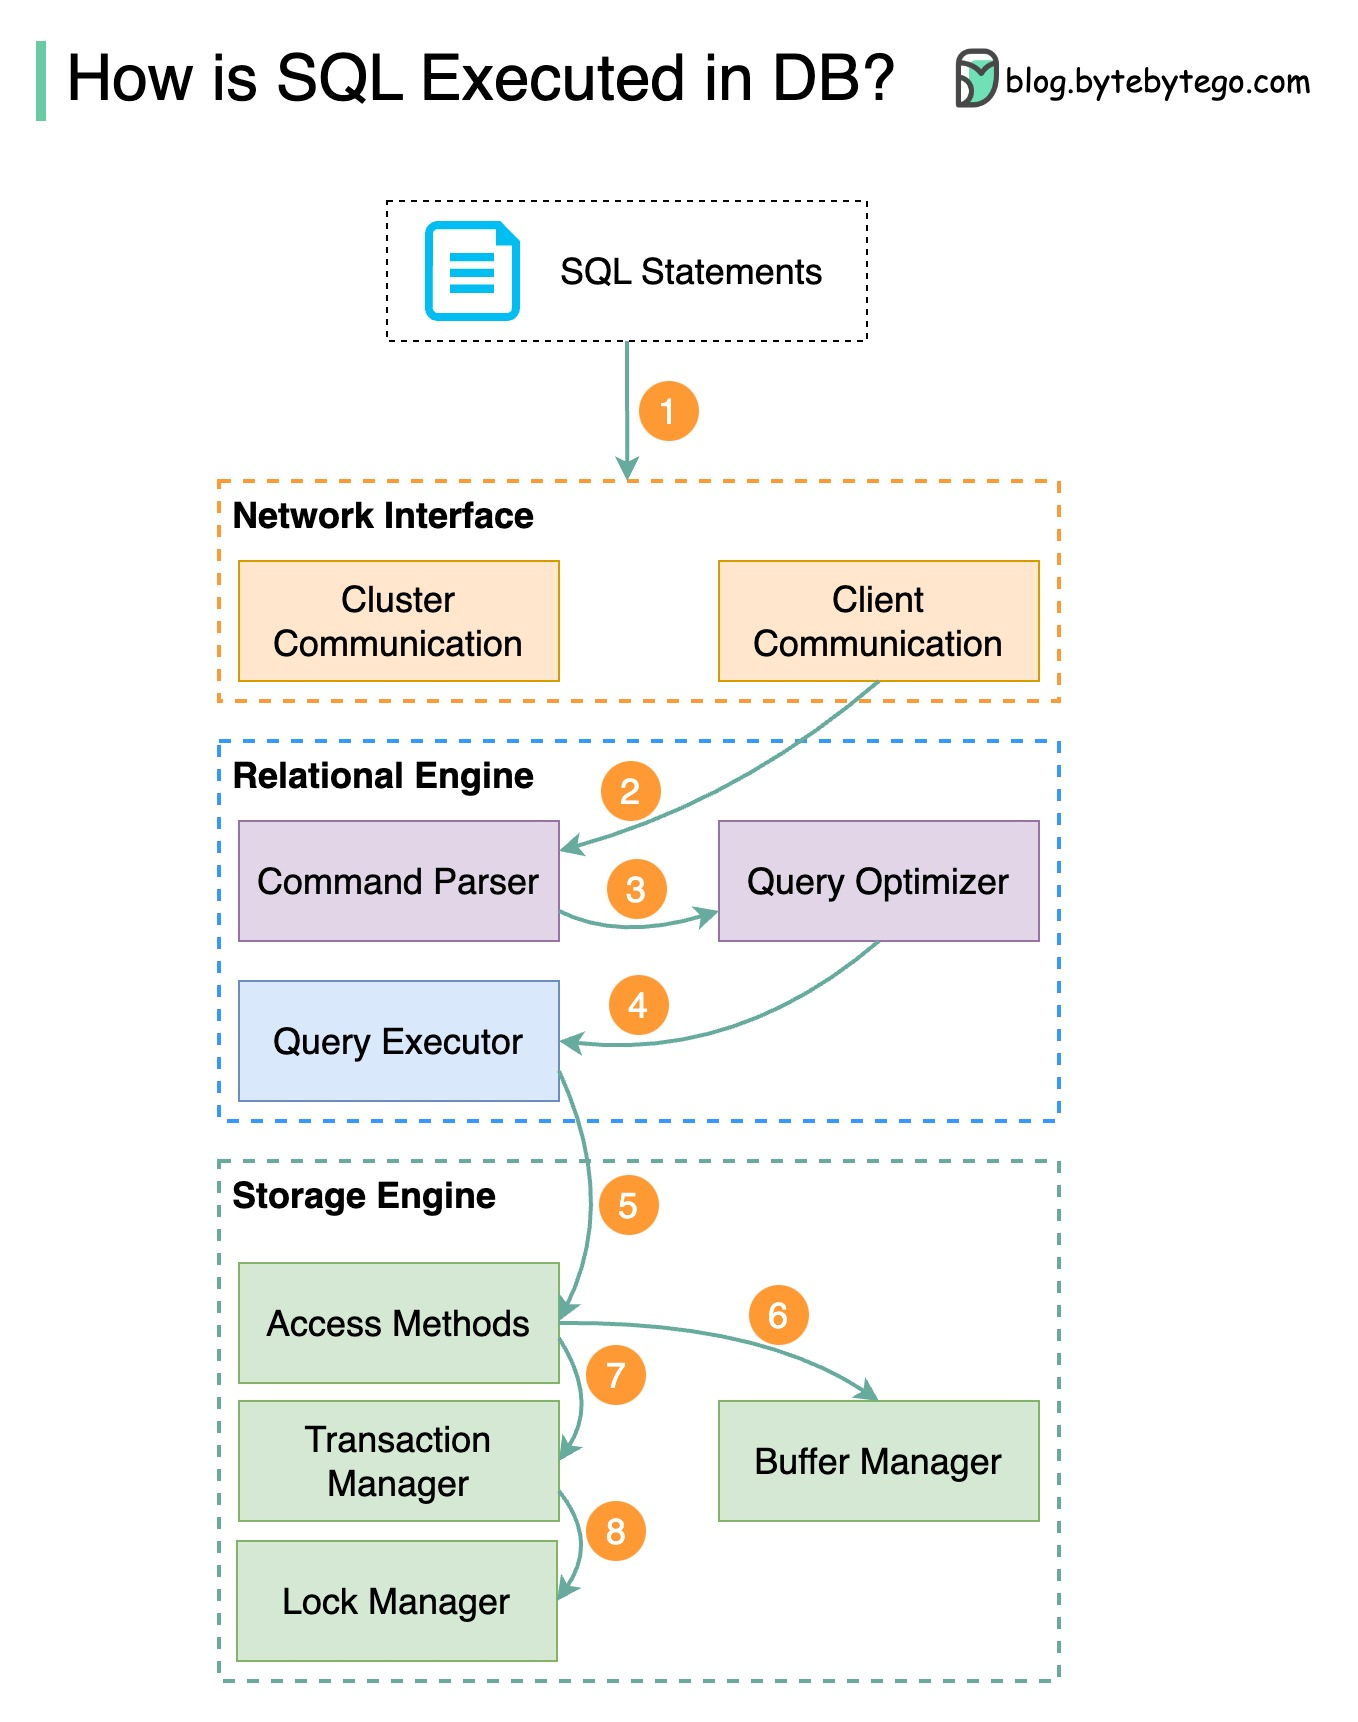 How is SQL Executed in DB?
blog.bytebytego.com
SQL Statements
1
Network Interface
Cluster
Communication
Client
Communication
2
Relational Engine
Command Parser
3
Query Optimizer
4
Query Executor
5
Storage Engine
Access Methods
6
7
Transaction
Manager
Buffer Manager
8
Lock Manager